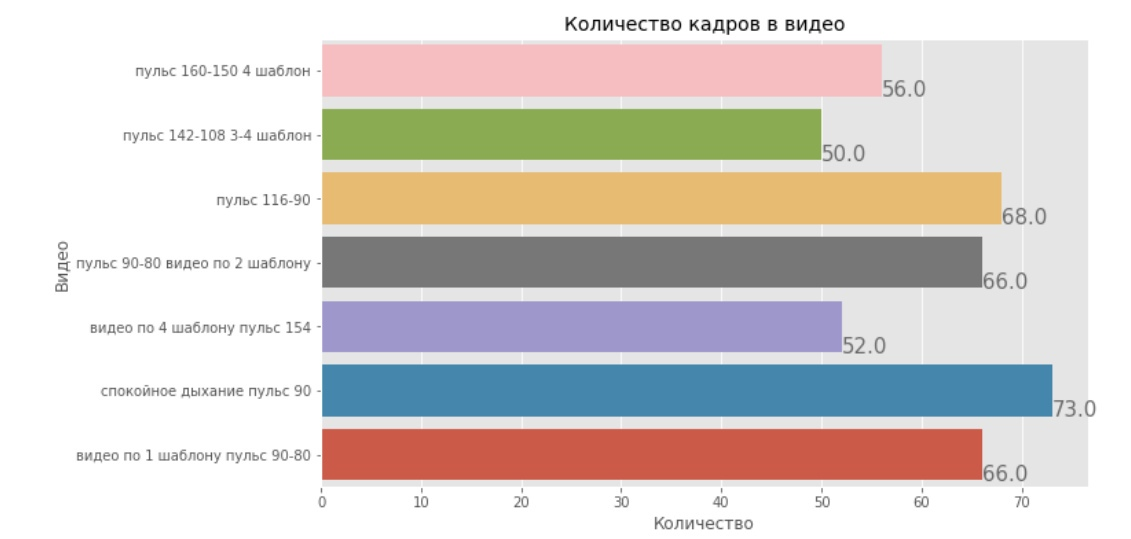 Количество кадров в видео
пульс 160-150 4 шаблон
56.0
пульс 142-108 3-4 шаблон
50.0
пульс 116-90
68.0
Видео
пульс 90-80 видео по 2 шаблону
66.0
видео по 4 шаблону пульс 154
52.0
спокойное дыхание пульс 90
73.0
видео по 1 шаблону пульс 90-80
66.0
0 10 20 30 40 50 60 70
Количество